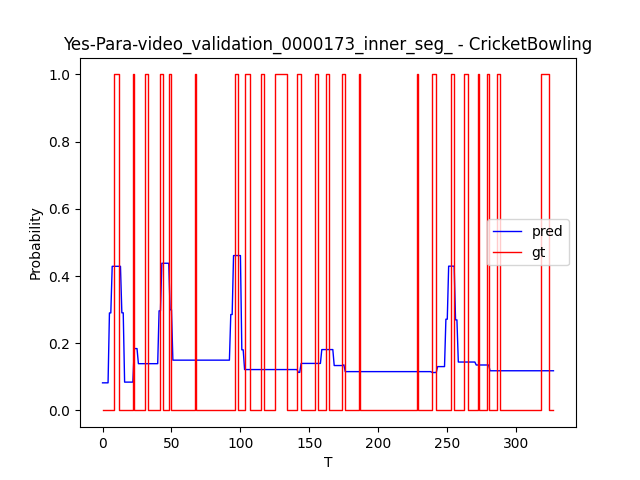 Yes-Para-video_validation_0000173_inner_seg_ - CricketBowling
1.0
0.8
0.6
0.4
0.2
0.0
Probability
pred
gt
0 50 100 150 200 250 300
T